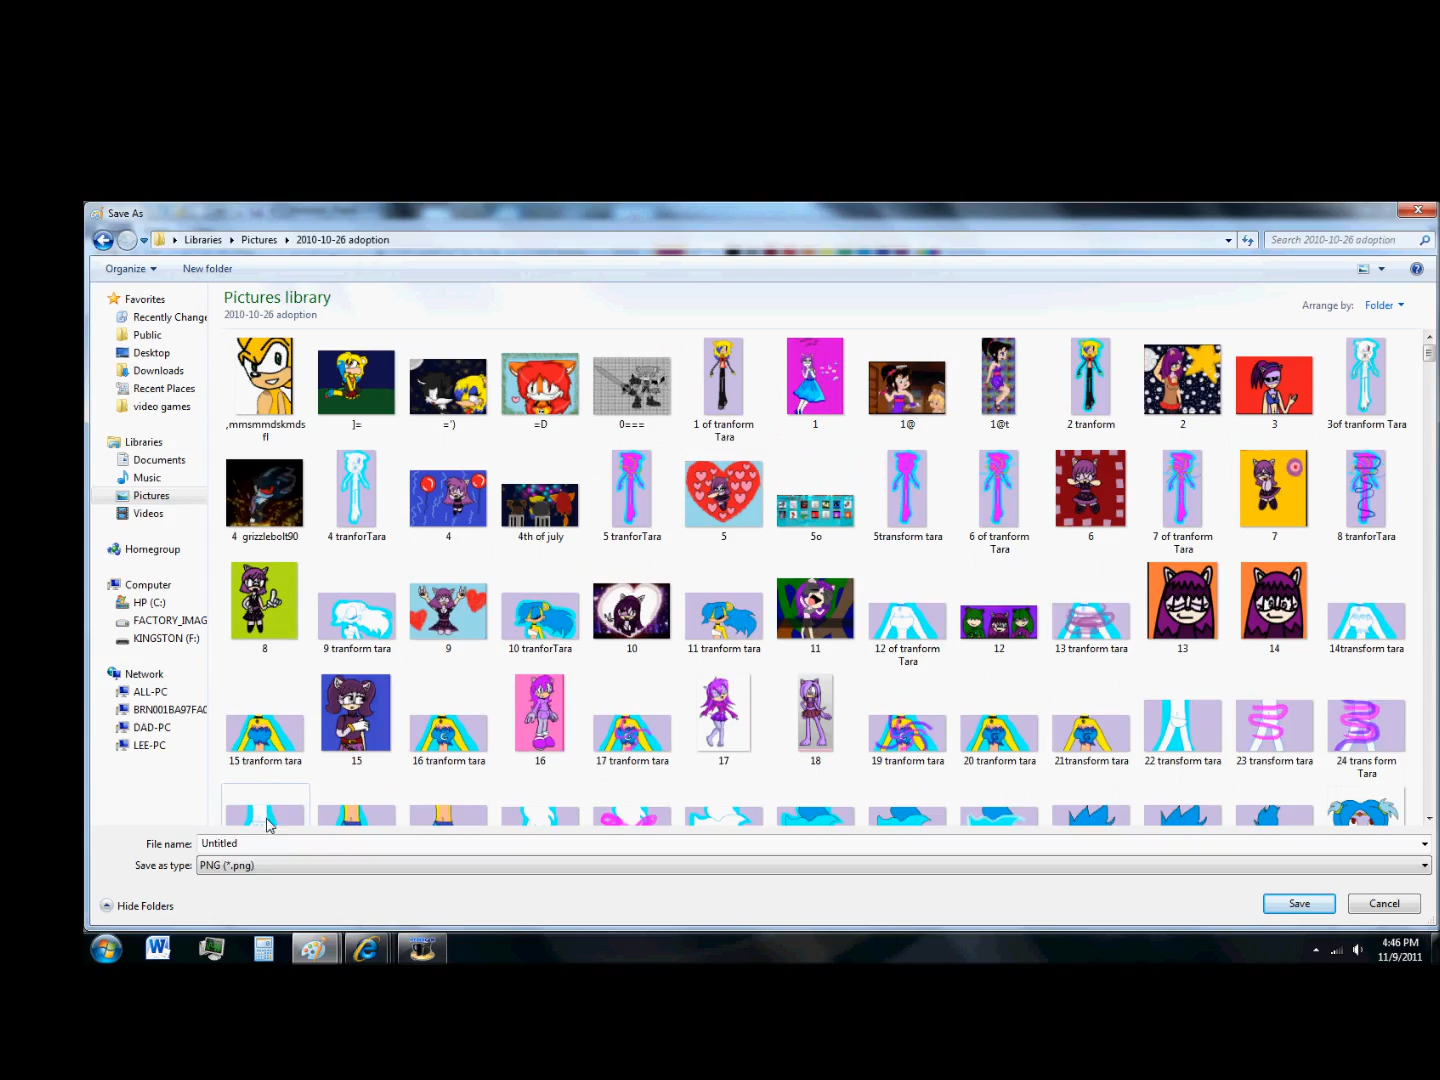 Save As
Libraries ▸ Pictures ▸ 2010-10-26 adoption
Search 2010-10-26 adoption
Organize
New folder
Favorites
Recently Change
Public
Desktop
Downloads
Recent Places
video games
Libraries
Documents
Music
Pictures
Videos
Homegroup
Computer
HP (C:)
FACTORY_IMAG
KINGSTON (F:)
Network
ALL-PC
BRN001BA97FA0
DAD-PC
LEE-PC
Pictures library
2010-10-26 adoption
Arrange by: Folder
,mmsmmdskmds
fl
]=
=')
=D
0===
1 of tranform
Tara
1
1@
1@t
2 tranform
2
3
3of tranform Tara
4 grizzlebolt90
4 tranforTara
4
4th of july
5 tranforTara
5
5o
5transform tara
6 of tranform
Tara
6
7 of tranform
Tara
7
8 tranforTara
8
9 tranform tara
9
10 tranforTara
10
11 tranform tara
11
12 of tranform
Tara
12
13 tranform tara
13
14
14transform tara
15 tranform tara
15
16 tranform tara
16
17 tranform tara
17
18
19 tranform tara
20 tranform tara
21transform tara
22 transform tara
23 transform tara
24 trans form
Tara
File name: Untitled
Save as type: PNG (*.png)
Hide Folders
Save
Cancel
4:46 PM
11/9/2011